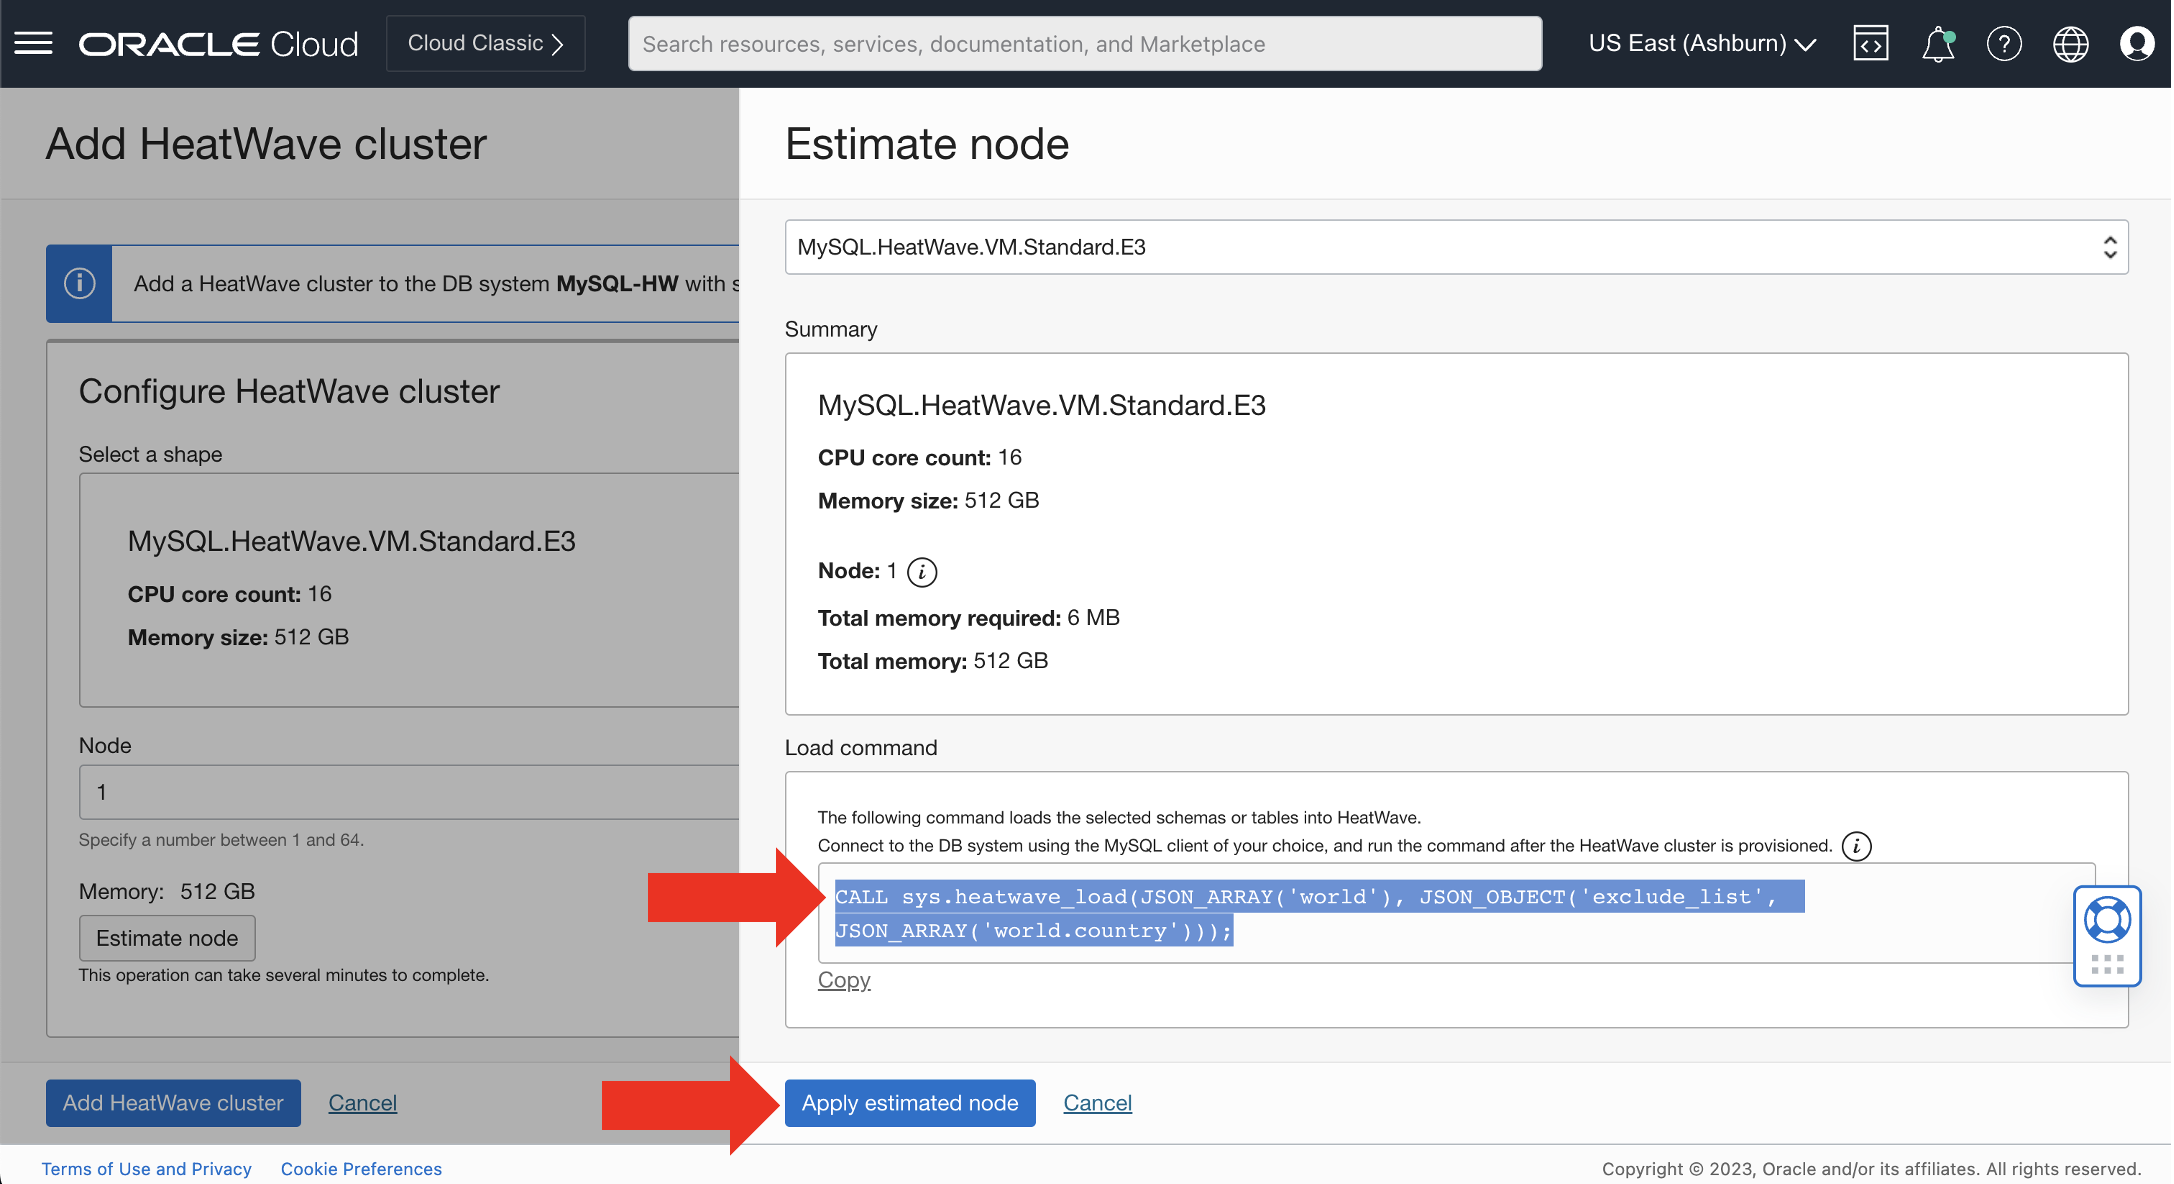 ORACLE Cloud
Cloud Classic
Search resources, services, documentation, and Marketplace
US East (Ashburn)
Add HeatWave cluster
Add a HeatWave cluster to the DB system MySQL-HW with s
Configure HeatWave cluster
Select a shape
MySQL.HeatWave.VM.Standard.E3
CPU core count: 16
Memory size: 512 GB
Node
1
Specify a number between 1 and 64.
Memory: 512 GB
Estimate node
This operation can take several minutes to complete.
Add HeatWave cluster
Cancel
Estimate node
MySQL.HeatWave.VM.Standard.E3
Summary
MySQL.HeatWave.VM.Standard.E3
CPU core count: 16
Memory size: 512 GB
Node: 1
Total memory required: 6 MB
Total memory: 512 GB
Load command
The following command loads the selected schemas or tables into HeatWave.
Connect to the DB system using the MySQL client of your choice, and run the command after the HeatWave cluster is provisioned.
CALL sys.heatwave_load(JSON_ARRAY('world'), JSON_OBJECT('exclude_list',
JSON_ARRAY('world.country')));
Copy
Apply estimated node
Cancel
Terms of Use and Privacy
Cookie Preferences
Copyright © 2023, Oracle and/or its affiliates. All rights reserved.